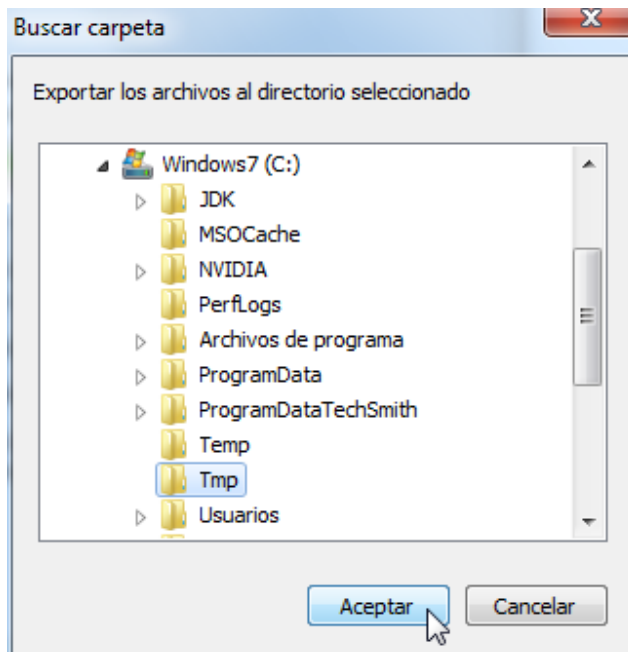 Buscar carpeta
Exportar los archivos al directorio seleccionado
Windows7 (C:)
JDK
MSOCache
NVIDIA
PerfLogs
Archivos de programa
ProgramData
ProgramDataTechSmith
Temp
Tmp
Usuarios
Aceptar
Cancelar